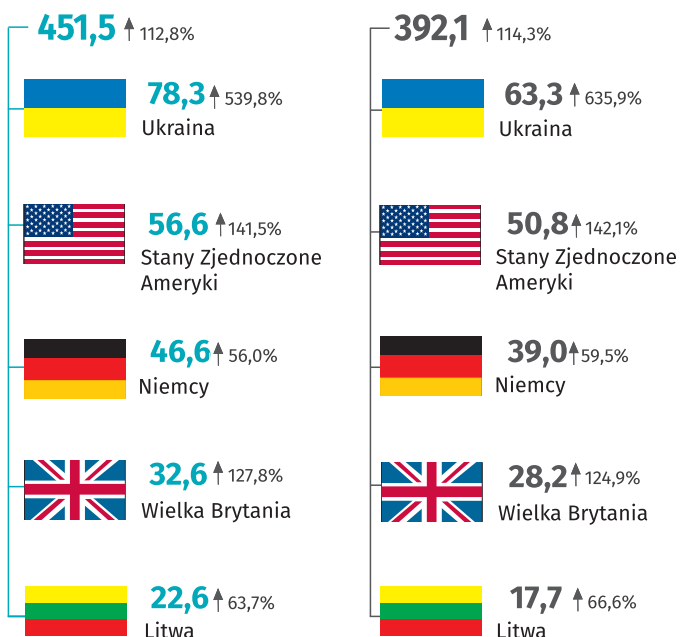 451,5 112,8%
78,3 539,8%
Ukraina
56,6 141,5%
Stany Zjednoczone
Ameryki
46,6 56,0%
Niemcy
32,6 127,8%
Wielka Brytania
22,6 63,7%
Litwa
392,1 114,3%
63,3 635,9%
Ukraina
50,8 142,1%
Stany Zjednoczone
Ameryki
39,0 59,5%
Niemcy
28,2 124,9%
Wielka Brytania
17,7 66,6%
Litwa